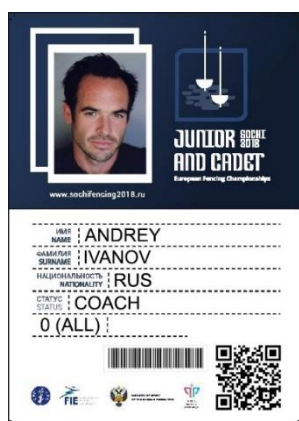 JUNIOR SOCHI 2018
AND CADET
European Fencing Championships
www.sochifencing2018.ru
ИМЯ
NAME ANDREY
ФАМИЛИЯ
SURNAME IVANOV
НАЦИОНАЛЬНОСТЬ
NATIONALITY RUS
СТАТУС
STATUS COACH
0 (ALL)
FIE